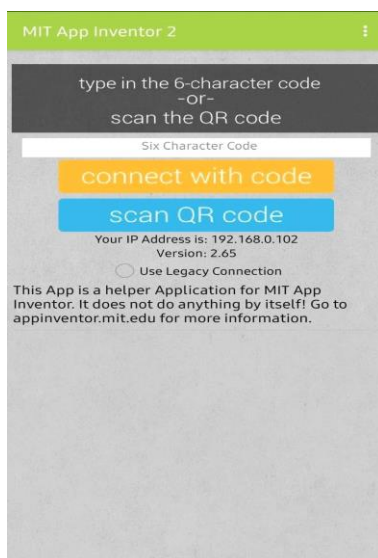 MIT App Inventor 2
type in the 6-character code
-or-
scan the QR code
Six Character Code
connect with code
scan QR code
Your IP Address is: 192.168.0.102
Version: 2.65
Use Legacy Connection
This App is a helper Application for MIT App
Inventor. It does not do anything by itself! Go to
appinventor.mit.edu for more information.